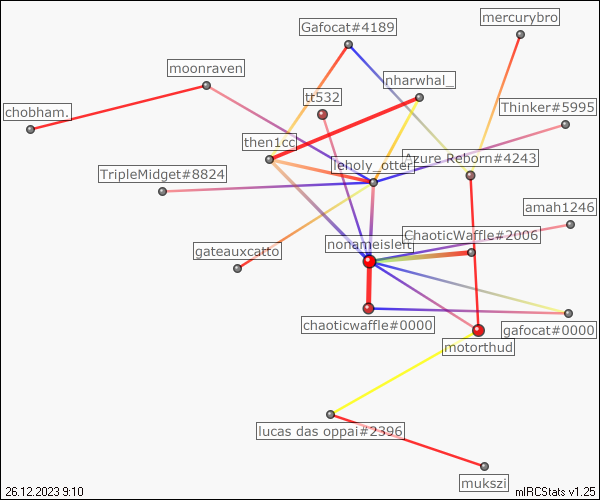 mercurybro
Gafocat#4189
moonraven
nharwhal_
tt532
chobham.
Thinker#5995
then1cc
Azure Reborn#4243
leholy_otter
TripleMidget#8824
amah1246
ChaoticWaffle#2006
nonameisleft
gateauxcatto
chaoticwaffle#0000
gafocat#0000
motorthud
lucas das oppai#2396
mukszi
26.12.2023 9:10
mIRCStats v1.25